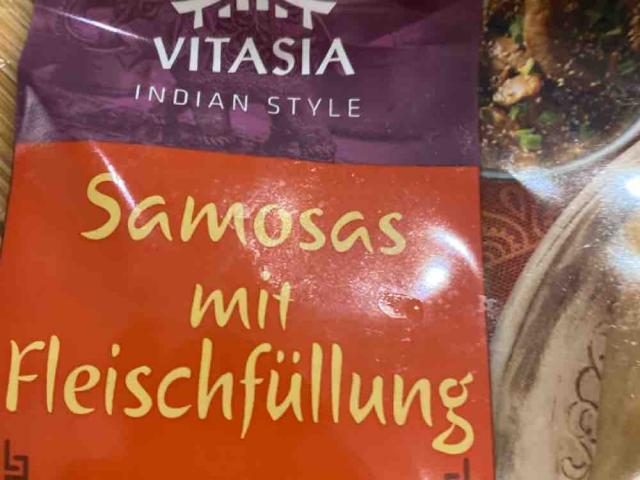 VITASIA
INDIAN STYLE
Samosas
mit
Fleischfüllung